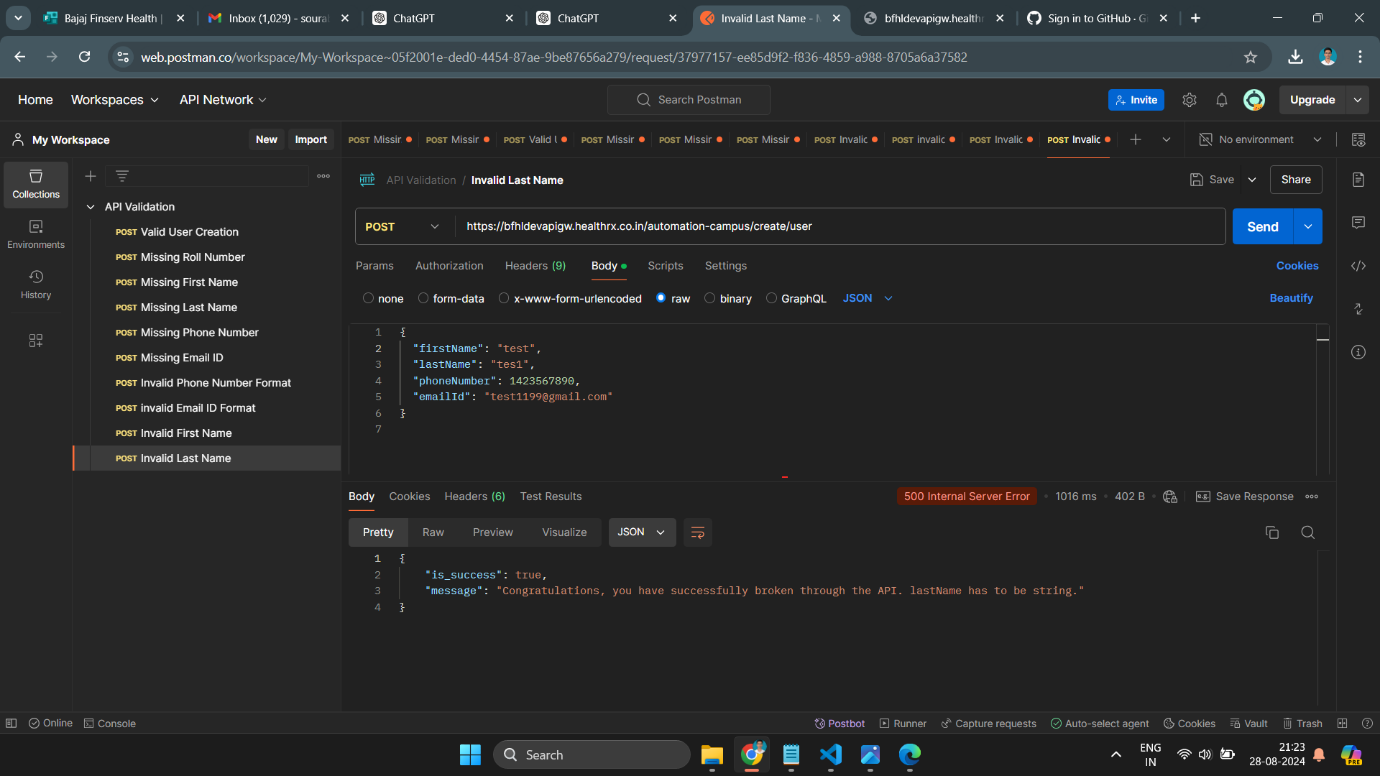 Bajaj Finserv Health |
Inbox (1,029) - soura
ChatGPT
ChatGPT
Invalid Last Name - M
bfhldevapigw.healthr
Sign in to GitHub · G
web.postman.co/workspace/My-Workspace~05f2001e-ded0-4454-87ae-9be87656a279/request/37977157-ee85d9f2-f836-4859-a988-8705a6a37582
Home Workspaces API Network
Search Postman
Invite
Upgrade
My Workspace
New Import
POST Missir POST Missir POST Valid POST Missir POST Missir POST Missir POST Invalic POST invalic POST Invalic POST Invalic
No environment
Collections
Environments
History
API Validation
POST Valid User Creation
POST Missing Roll Number
POST Missing First Name
POST Missing Last Name
POST Missing Phone Number
POST Missing Email ID
POST Invalid Phone Number Format
POST invalid Email ID Format
POST Invalid First Name
POST Invalid Last Name
HTTP API Validation / Invalid Last Name
Save
Share
POST https://bfhldevapigw.healthrx.co.in/automation-campus/create/user
Send
Params Authorization Headers (9) Body Scripts Settings
Cookies
none form-data x-www-form-urlencoded raw binary GraphQL JSON
Beautify
1 {
2 "firstName": "test",
3 "lastName": "tes1",
4 "phoneNumber": 1423567890,
5 "emailId": "test1199@gmail.com"
6 }
7
Body Cookies Headers (6) Test Results
500 Internal Server Error • 1016 ms • 402 B
e.g. Save Response
Pretty Raw Preview Visualize JSON
1 {
2 "is_success": true,
3 "message": "Congratulations, you have successfully broken through the API. lastName has to be string."
4 }
Online Console
Postbot Runner Capture requests Auto-select agent Cookies Vault Trash
Search
ENG
IN
21:23
28-08-2024
PRE